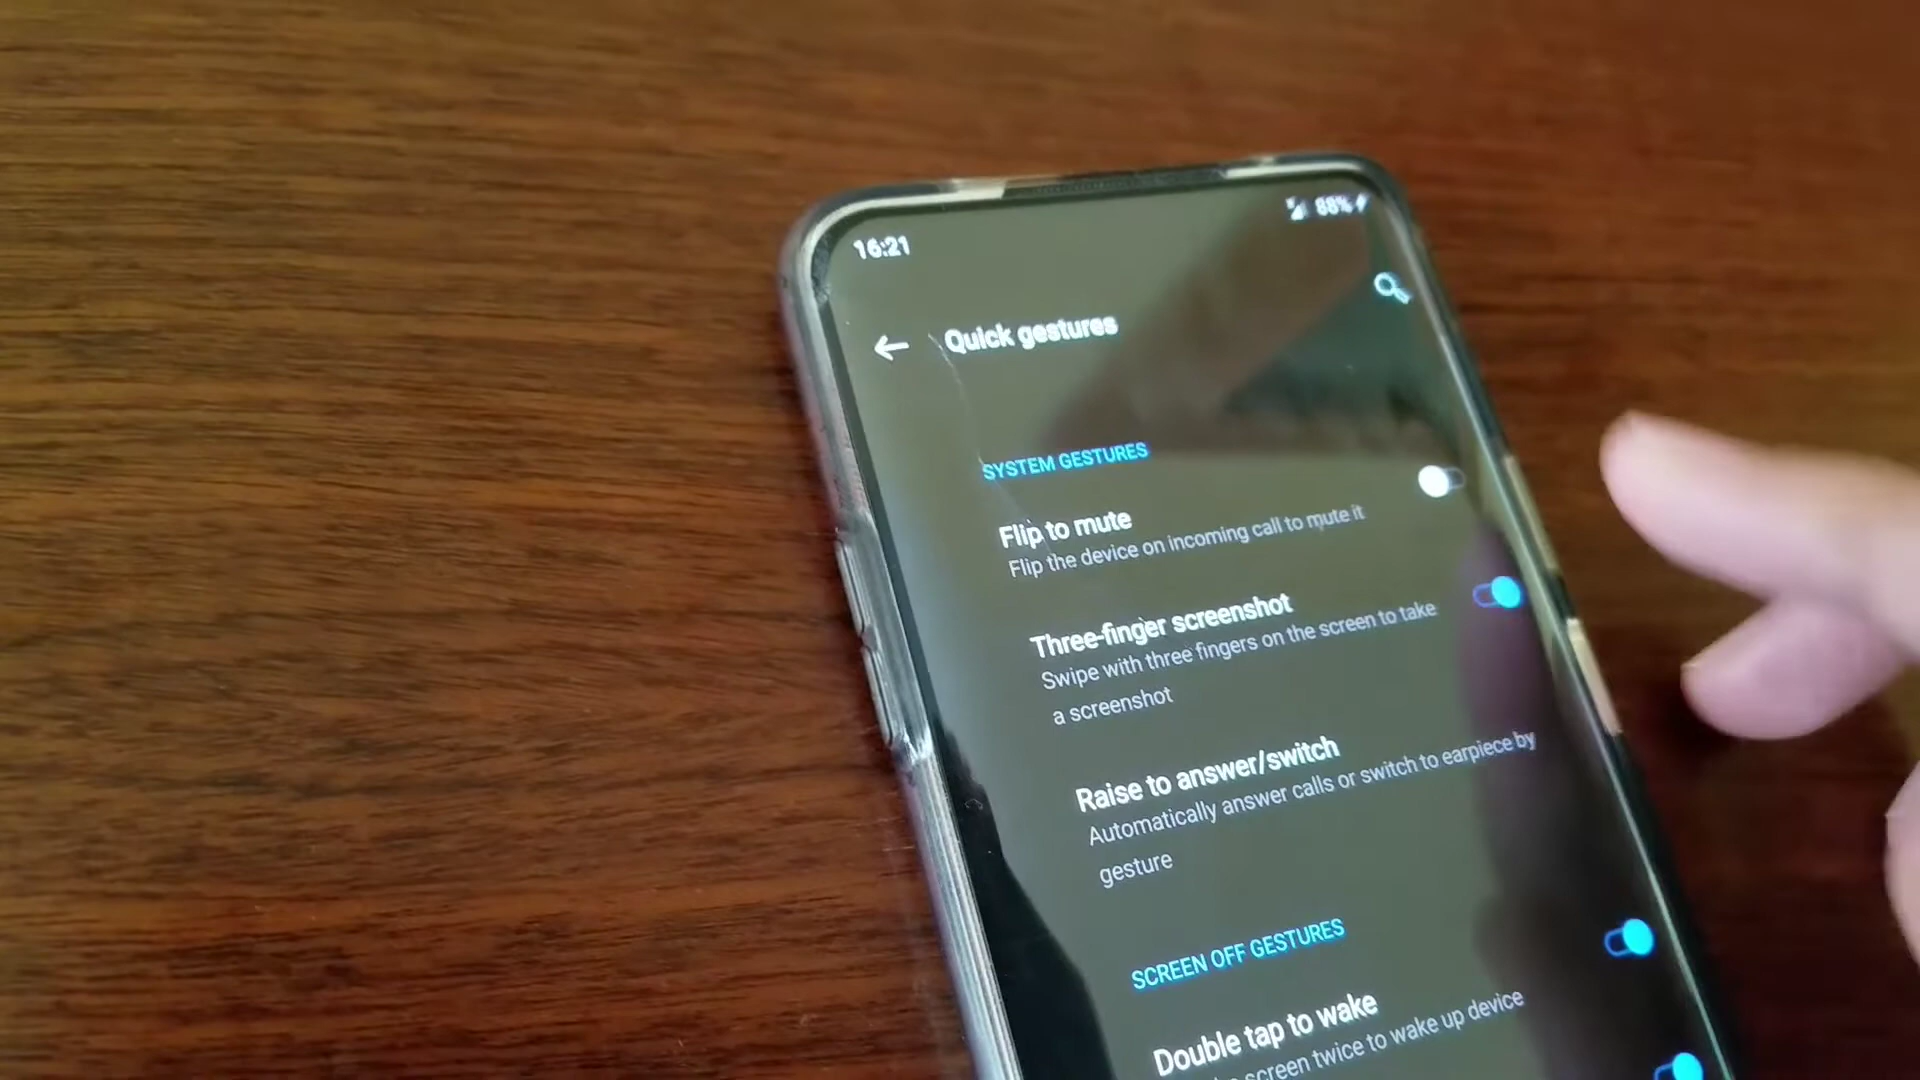 16:21
88%
Quick gestures
SYSTEM GESTURES
Flip to mute
Flip the device on incoming call to mute it
Three-finger screenshot
Swipe with three fingers on the screen to take
a screenshot
Raise to answer/switch
Automatically answer calls or switch to earpiece by
gesture
SCREEN OFF GESTURES
Double tap to wake
screen twice to wake up device